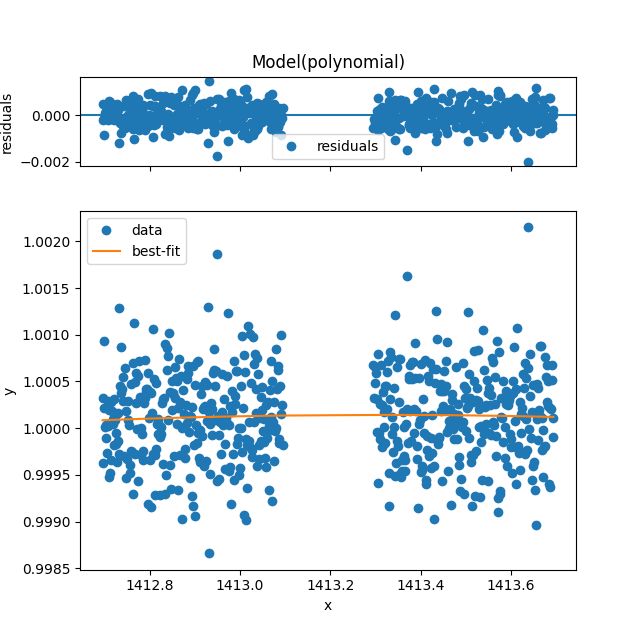 Model(polynomial)
residuals
0.000
−0.002
residuals
data
best-fit
y
1.0020
1.0015
1.0010
1.0005
1.0000
0.9995
0.9990
0.9985
1412.8 1413.0 1413.2 1413.4 1413.6
x